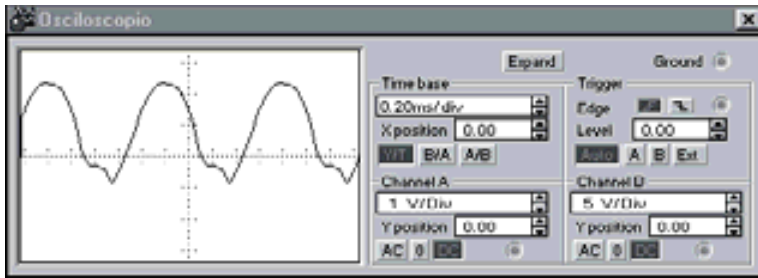 Osciloscopio
Expand Ground
Time base Trigger
0.20ms/div Edge
X position 0.00 Level 0.00
Y/T B/A A/B Auto A B Ext
Channel A Channel B
1 V/Div 5 V/Div
Y position 0.00 Y position 0.00
AC 0 DC AC 0 DC